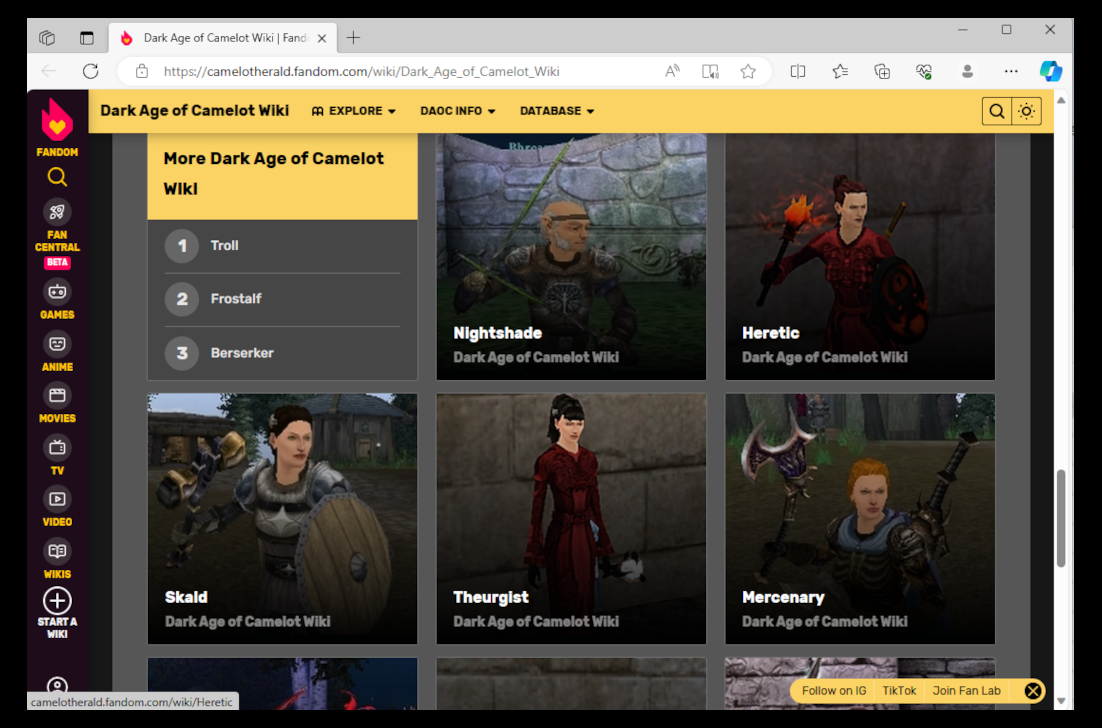 Dark Age of Camelot Wiki | Fand
https://camelotherald.fandom.com/wiki/Dark_Age_of_Camelot_Wiki
Dark Age of Camelot Wiki
EXPLORE
DAOC INFO
DATABASE
FANDOM
FAN
CENTRAL
BETA
GAMES
ANIME
MOVIES
TV
VIDEO
WIKIS
START A
WIKI
More Dark Age of Camelot
Wiki
1 Troll
2 Frostalf
3 Berserker
Nightshade
Dark Age of Camelot Wiki
Heretic
Dark Age of Camelot Wiki
Skald
Dark Age of Camelot Wiki
Theurgist
Dark Age of Camelot Wiki
Mercenary
Dark Age of Camelot Wiki
Follow on IG TikTok Join Fan Lab
camelotherald.fandom.com/wiki/Heretic